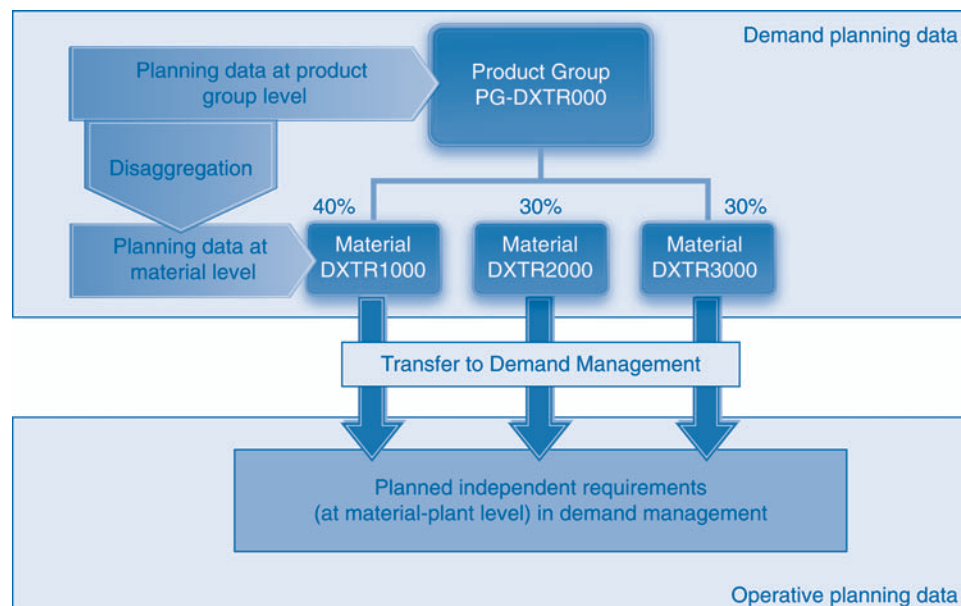 Demand planning data
Planning data at product
group level
Product Group
PG-DXTR000
Disaggregation
40%
30%
30%
Planning data at
material level
Material
DXTR1000
Material
DXTR2000
Material
DXTR3000
Transfer to Demand Management
Planned independent requirements
(at material-plant level) in demand management
Operative planning data